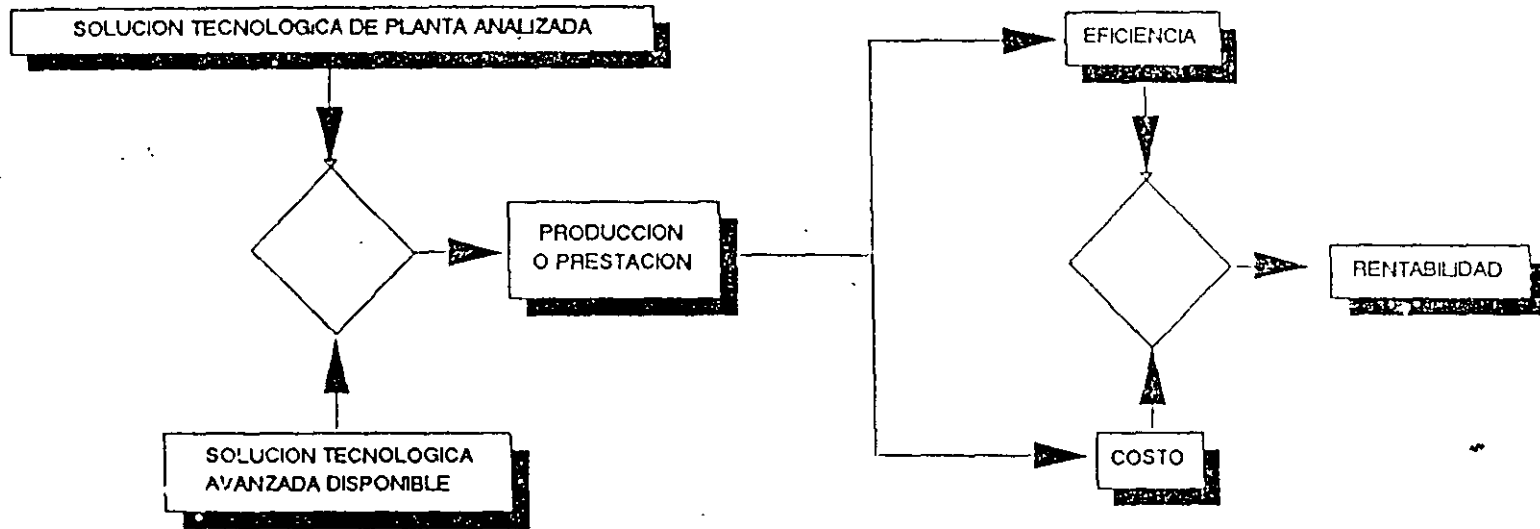 SOLUCION TECNOLOGICA DE PLANTA ANALIZADA
EFICIENCIA
PRODUCCION
O PRESTACION
RENTABILIDAD
SOLUCION TECNOLOGICA
AVANZADA DISPONIBLE
COSTO